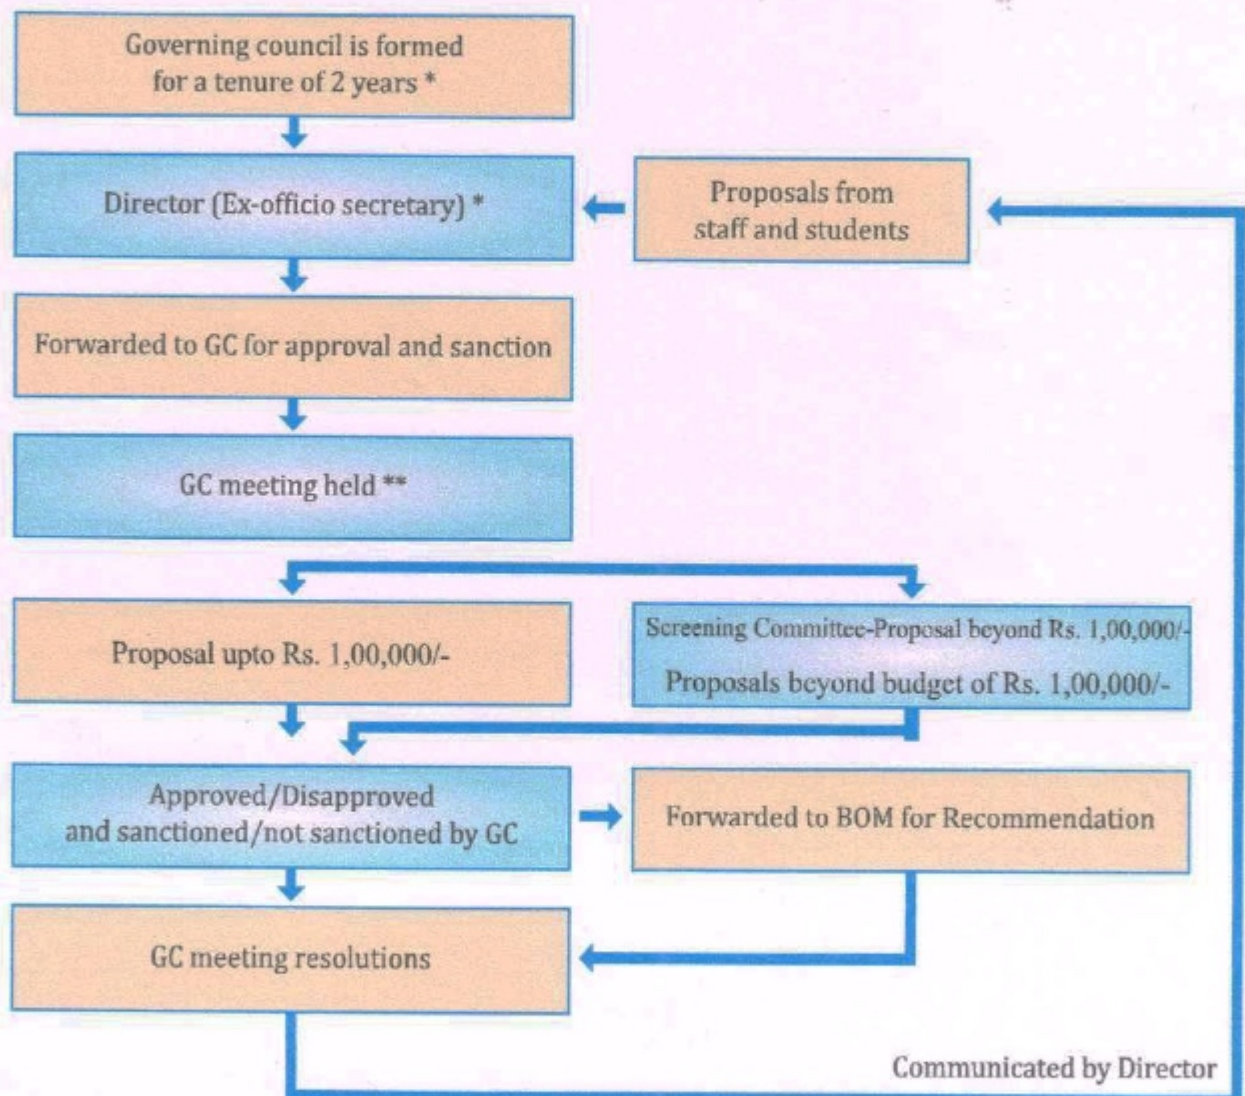 Governing council is formed
for a tenure of 2 years *
Director (Ex-officio secretary) *
Proposals from
staff and students
Forwarded to GC for approval and sanction
GC meeting held **
Proposal upto Rs. 1,00,000/-
Screening Committee-Proposal beyond Rs. 1,00,000/-
Proposals beyond budget of Rs. 1,00,000/-
Approved/Disapproved
and sanctioned/not sanctioned by GC
Forwarded to BOM for Recommendation
GC meeting resolutions
Communicated by Director